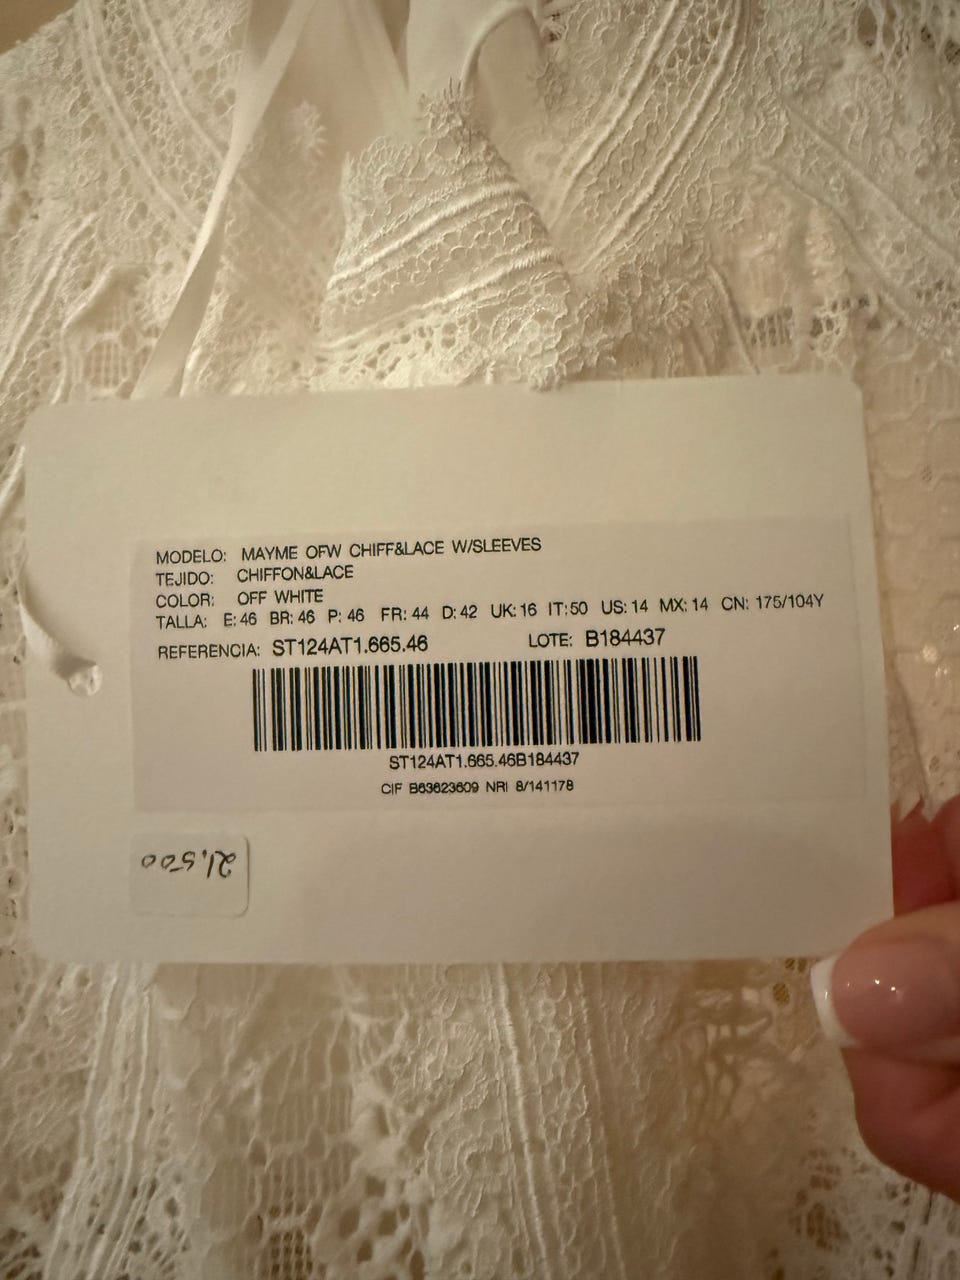 MODELO: MAYME OFW CHIFF&LACE W/SLEEVES
TEJIDO: CHIFFON&LACE
COLOR: OFF WHITE
TALLA: E: 46 BR: 46 P: 46 FR: 44 D: 42 UK: 16 IT: 50 US: 14 MX: 14 CN: 175/104Y
REFERENCIA: ST124AT1.665.46 LOTE: B184437
ST124AT1.665.46B184437
CIF B63623609 NRI 8/141178
21,500